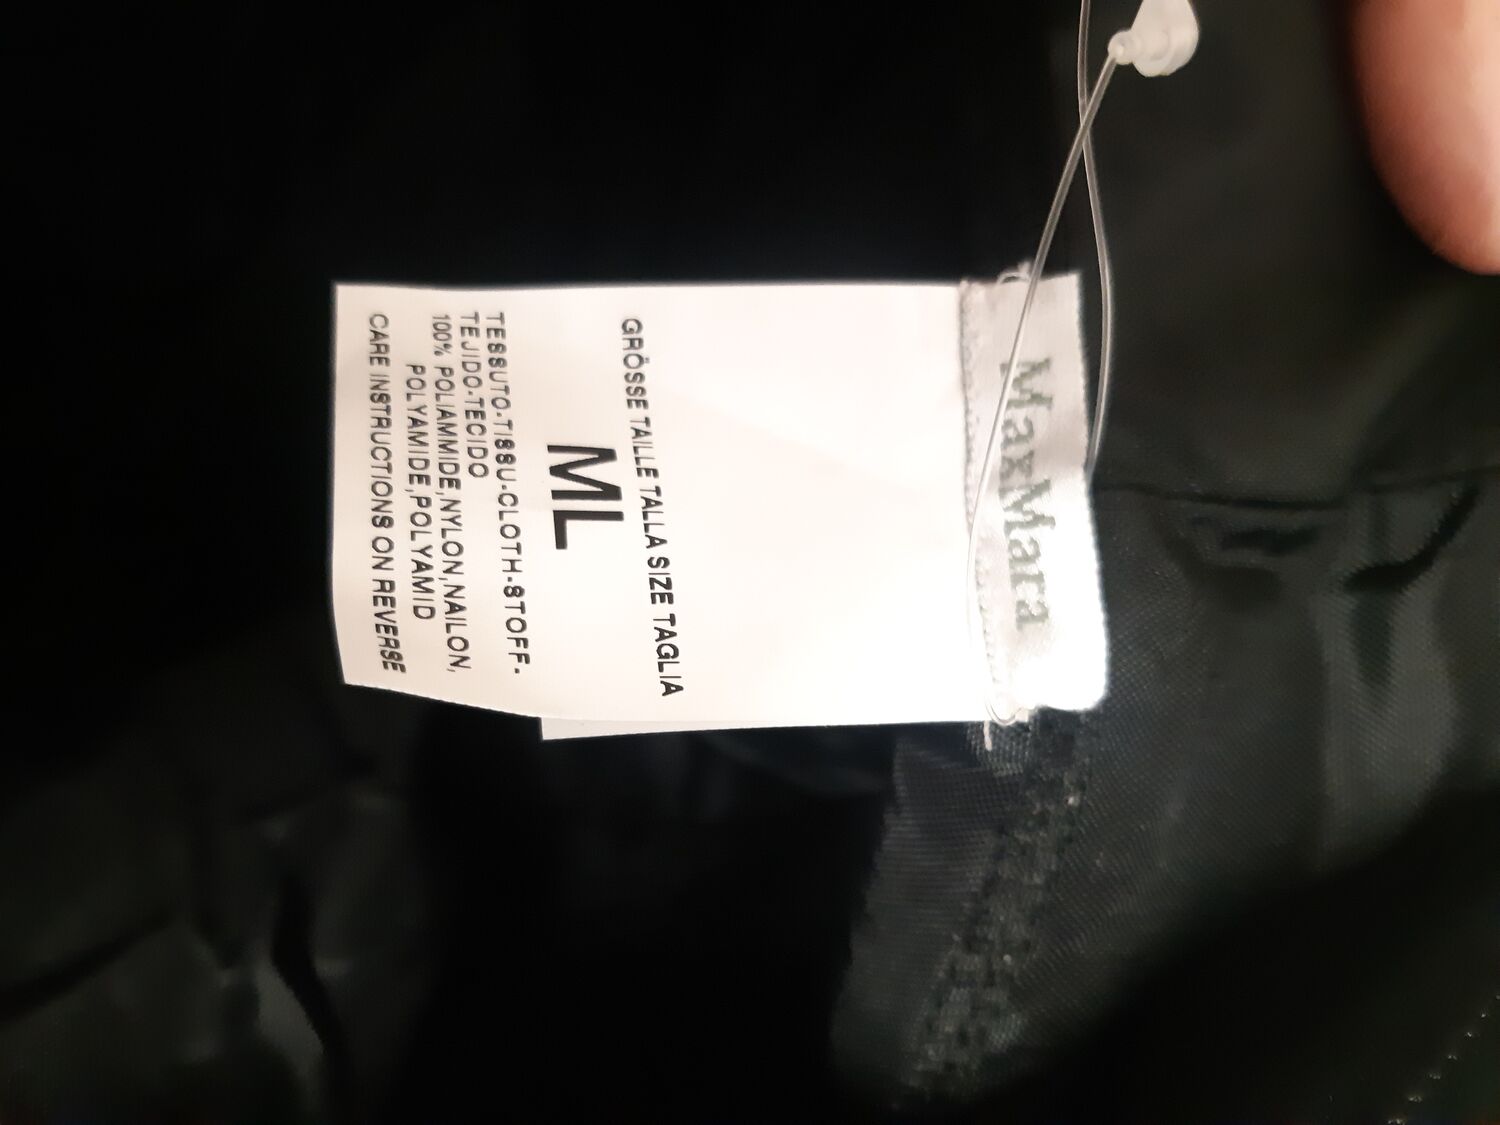 MaxMara
GRÖSSE TAILLE TALLA SIZE TAGLIA
ML
TESSUTO-TISSU-CLOTH-STOFF-
TEJIDO-TECIDO
100% POLIAMMIDE,NYLON,NAILON,
POLYAMIDE,POLYAMID
CARE INSTRUCTIONS ON REVERSE